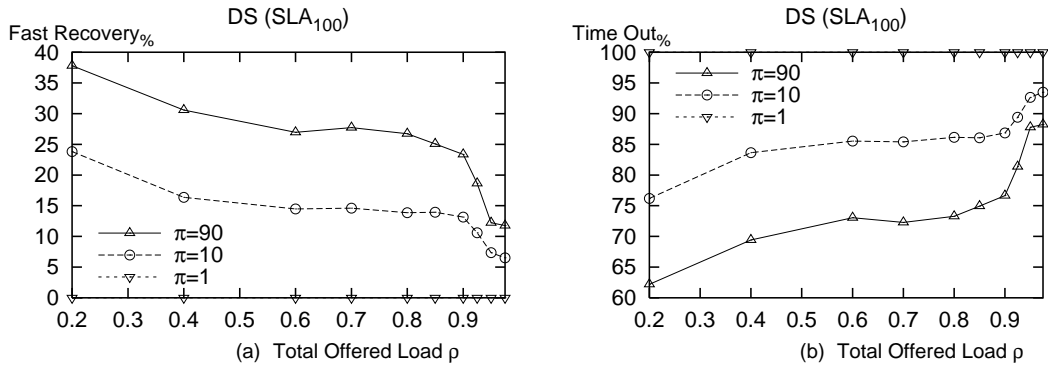 DS (SLA100)
Fast Recovery%
40
35
30
25
20
15
10
5
0
π=90
π=10
π=1
0.2 0.3 0.4 0.5 0.6 0.7 0.8 0.9
(a) Total Offered Load ρ
DS (SLA100)
Time Out%
100
95
90
85
80
75
70
65
60
π=90
π=10
π=1
0.2 0.3 0.4 0.5 0.6 0.7 0.8 0.9
(b) Total Offered Load ρ